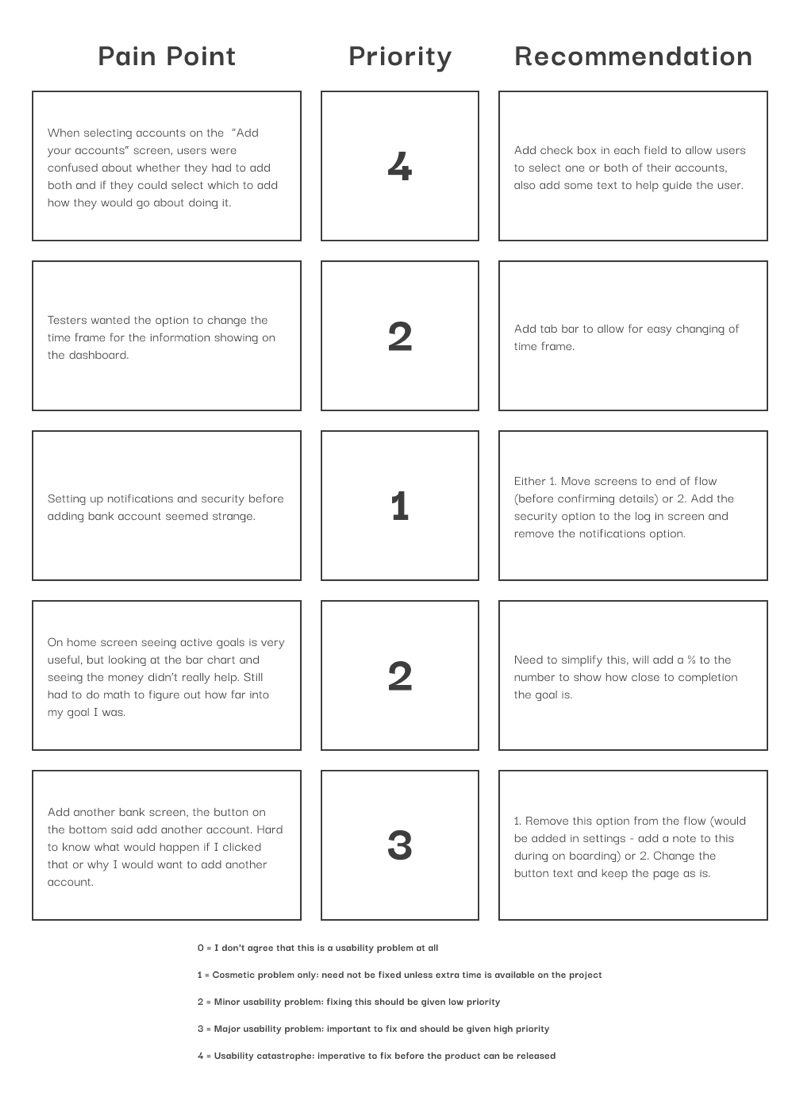 Pain Point
Priority
Recommendation
When selecting accounts on the  “Add
your accounts” screen, users were
confused about whether they had to add
both and if they could select which to add
how they would go about doing it.
4
Add check box in each field to allow users
to select one or both of their accounts,
also add some text to help guide the user.
Testers wanted the option to change the
time frame for the information showing on
the dashboard.
2
Add tab bar to allow for easy changing of
time frame.
Setting up notifications and security before
adding bank account seemed strange.
1
Either 1. Move screens to end of flow
(before confirming details) or 2. Add the
security option to the log in screen and
remove the notifications option.
On home screen seeing active goals is very
useful, but looking at the bar chart and
seeing the money didn't really help. Still
had to do math to figure out how far into
my goal I was.
2
Need to simplify this, will add a % to the
number to show how close to completion
the goal is.
Add another bank screen, the button on
the bottom said add another account. Hard
to know what would happen if I clicked
that or why I would want to add another
account.
3
1. Remove this option from the flow (would
be added in settings - add a note to this
during on boarding) or 2. Change the
button text and keep the page as is.
0 = I don't agree that this is a usability problem at all
1 = Cosmetic problem only: need not be fixed unless extra time is available on the project
2 = Minor usability problem: fixing this should be given low priority
3 = Major usability problem: important to fix and should be given high priority
4 = Usability catastrophe: imperative to fix before the product can be released